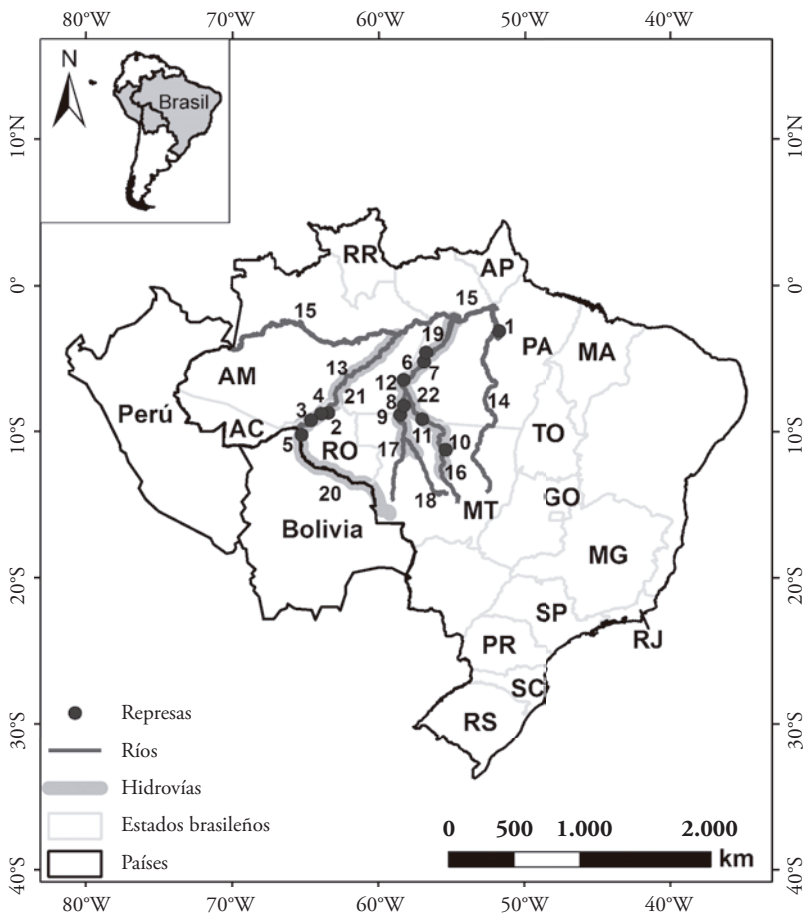 80°W 70°W 60°W 50°W 40°W
N
Brasil
10°N 10°N
RR
AP
0° 0°
15 15
1
19
PA
MA
13
6
7
AM
12
4
21
8
22
14
Perú
3
9
2
AC
5
RO
11
10
TO
10°S 10°S
17
16
20
18
MT
GO
Bolivia
MG
20°S 20°S
SP
RJ
PR
SC
RS
Represas
Ríos
Hidrovías
Estados brasileños
Países
30°S 30°S
0 500 1.000 2.000
km
40°S 40°S
80°W 70°W 60°W 50°W 40°W